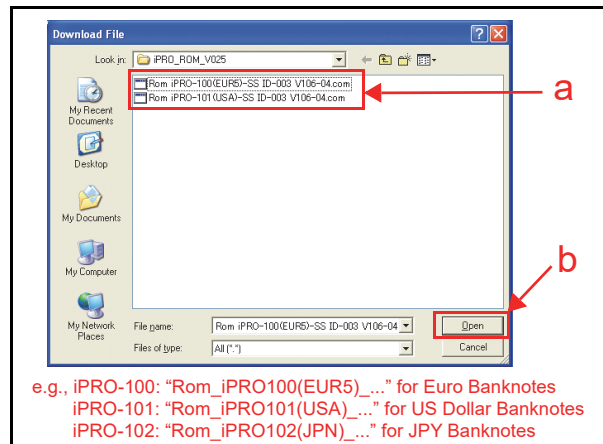 Download File
Look in: iPRO_ROM_V025
Rom iPRO-100(EUR5)-SS ID-003 V106-04.com
Rom iPRO-101(USA)-SS ID-003 V106-04.com
a
My Recent
Documents
Desktop
My Documents
My Computer
b
My Network
Places
File name: Rom iPRO-100(EUR5)-SS ID-003 V106-04 Open
Files of type: All (*.*) Cancel
e.g., iPRO-100: “Rom_iPRO100(EUR5)_...” for Euro Banknotes
iPRO-101: “Rom_iPRO101(USA)_...” for US Dollar Banknotes
iPRO-102: “Rom_iPRO102(JPN)_...” for JPY Banknotes